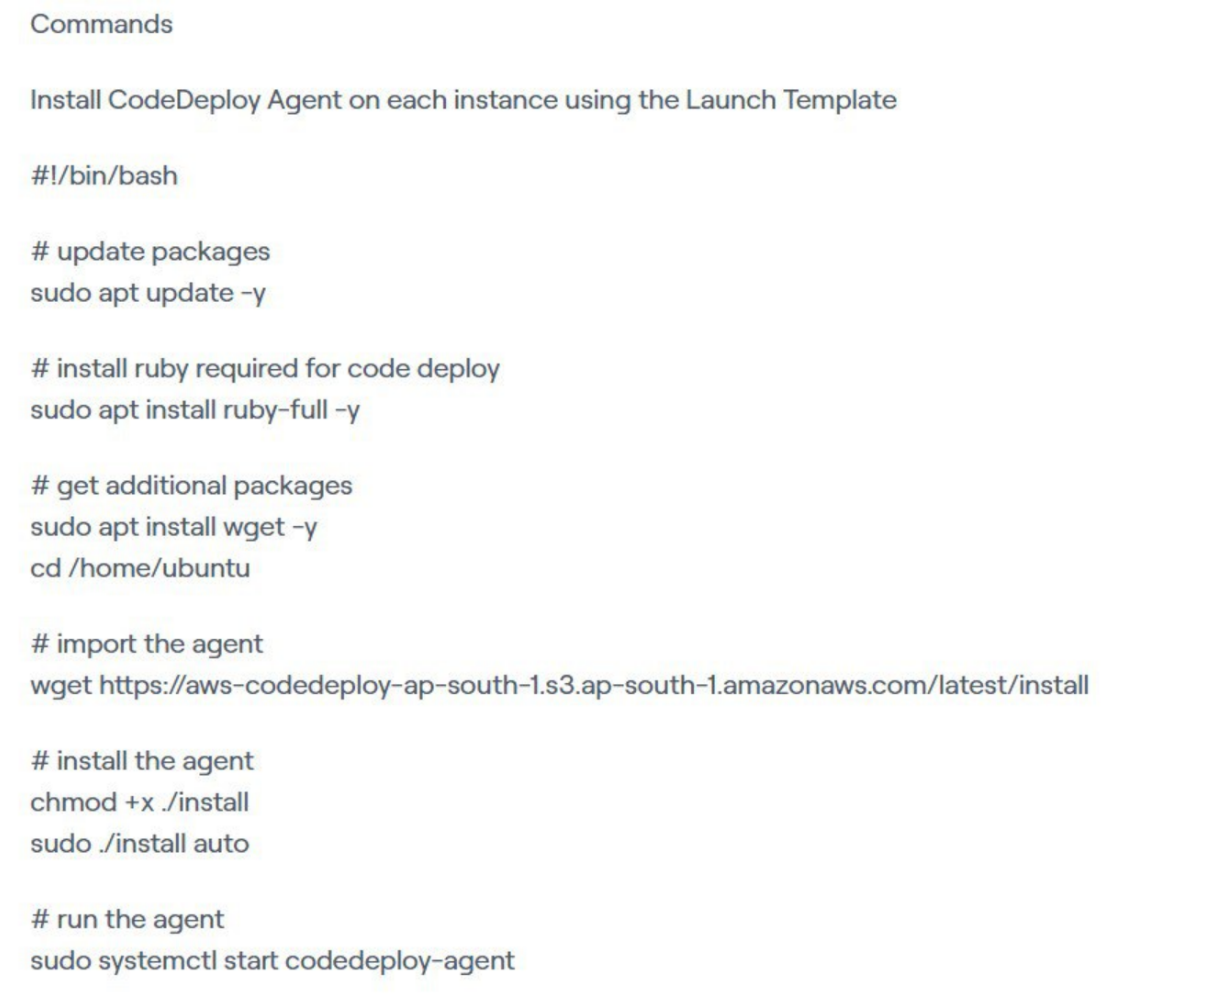 Commands
Install CodeDeploy Agent on each instance using the Launch Template
#!/bin/bash
# update packages
sudo apt update -y
# install ruby required for code deploy
sudo apt install ruby-full -y
# get additional packages
sudo apt install wget -y
cd /home/ubuntu
# import the agent
wget https://aws-codedeploy-ap-south-1.s3.ap-south-1.amazonaws.com/latest/install
# install the agent
chmod +x ./install
sudo ./install auto
# run the agent
sudo systemctl start codedeploy-agent